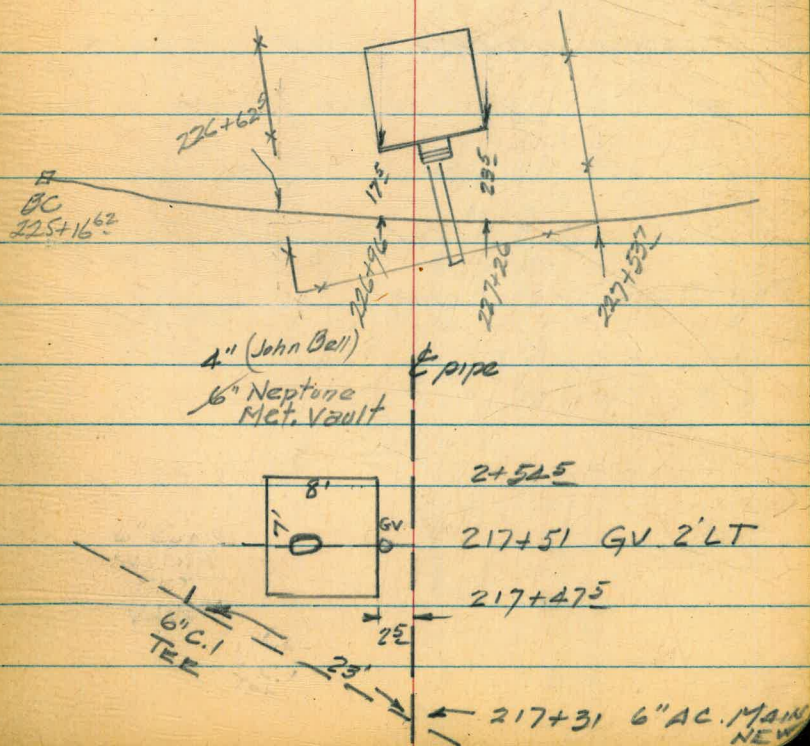 226+62⁵
17⁵
23⁵
BC
225+16⁶²
226+96
227+26
227+53⁷
4" (John Bell)
6" Neptune
Met. Vault
℄ pipe
8'
2+54⁵
7'
GV
217+51 GV. 2' LT
217+47⁵
2⁵
6" C.I
TEE
23'
217+31 6" AC. MAIN
NEW